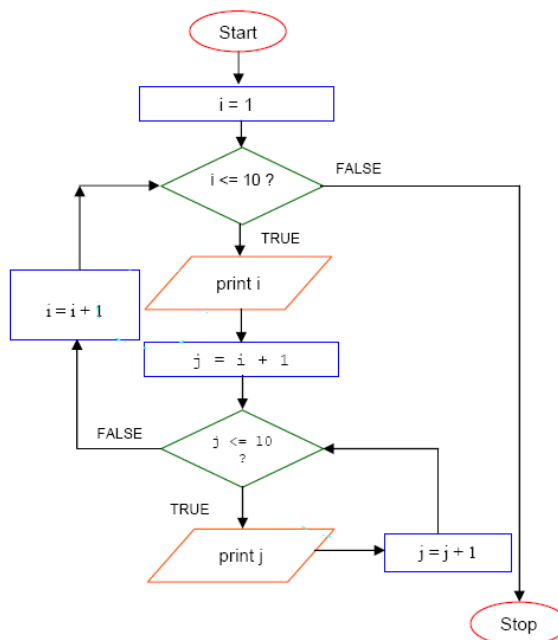 Start
i = 1
i <= 10 ?
FALSE
TRUE
print i
i = i + 1
j = i + 1
FALSE
j <= 10
?
TRUE
print j
j = j + 1
Stop